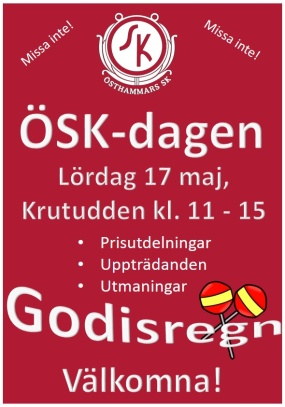 Missa inte!
Missa inte!
SK
ÖSTHAMMARS SK
ÖSK-dagen
Lördag 17 maj,
Krutudden kl. 11 - 15
• Prisutdelningar
• Uppträdanden
• Utmaningar
Godisregn
Välkomna!